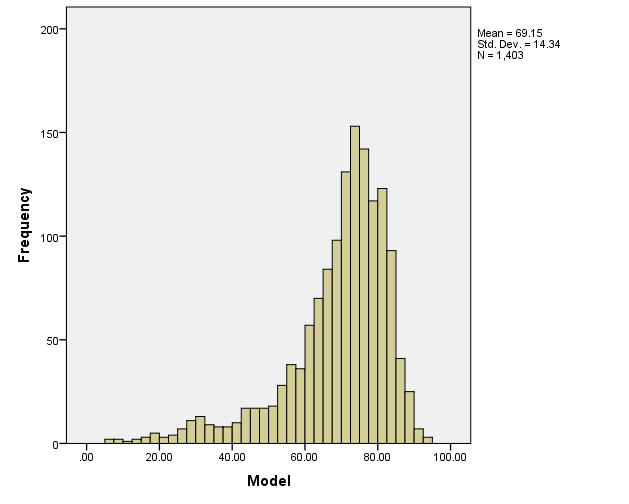 200
150
100
50
0
Frequency
.00 20.00 40.00 60.00 80.00 100.00
Model
Mean = 69.15
Std. Dev. = 14.34
N = 1,403